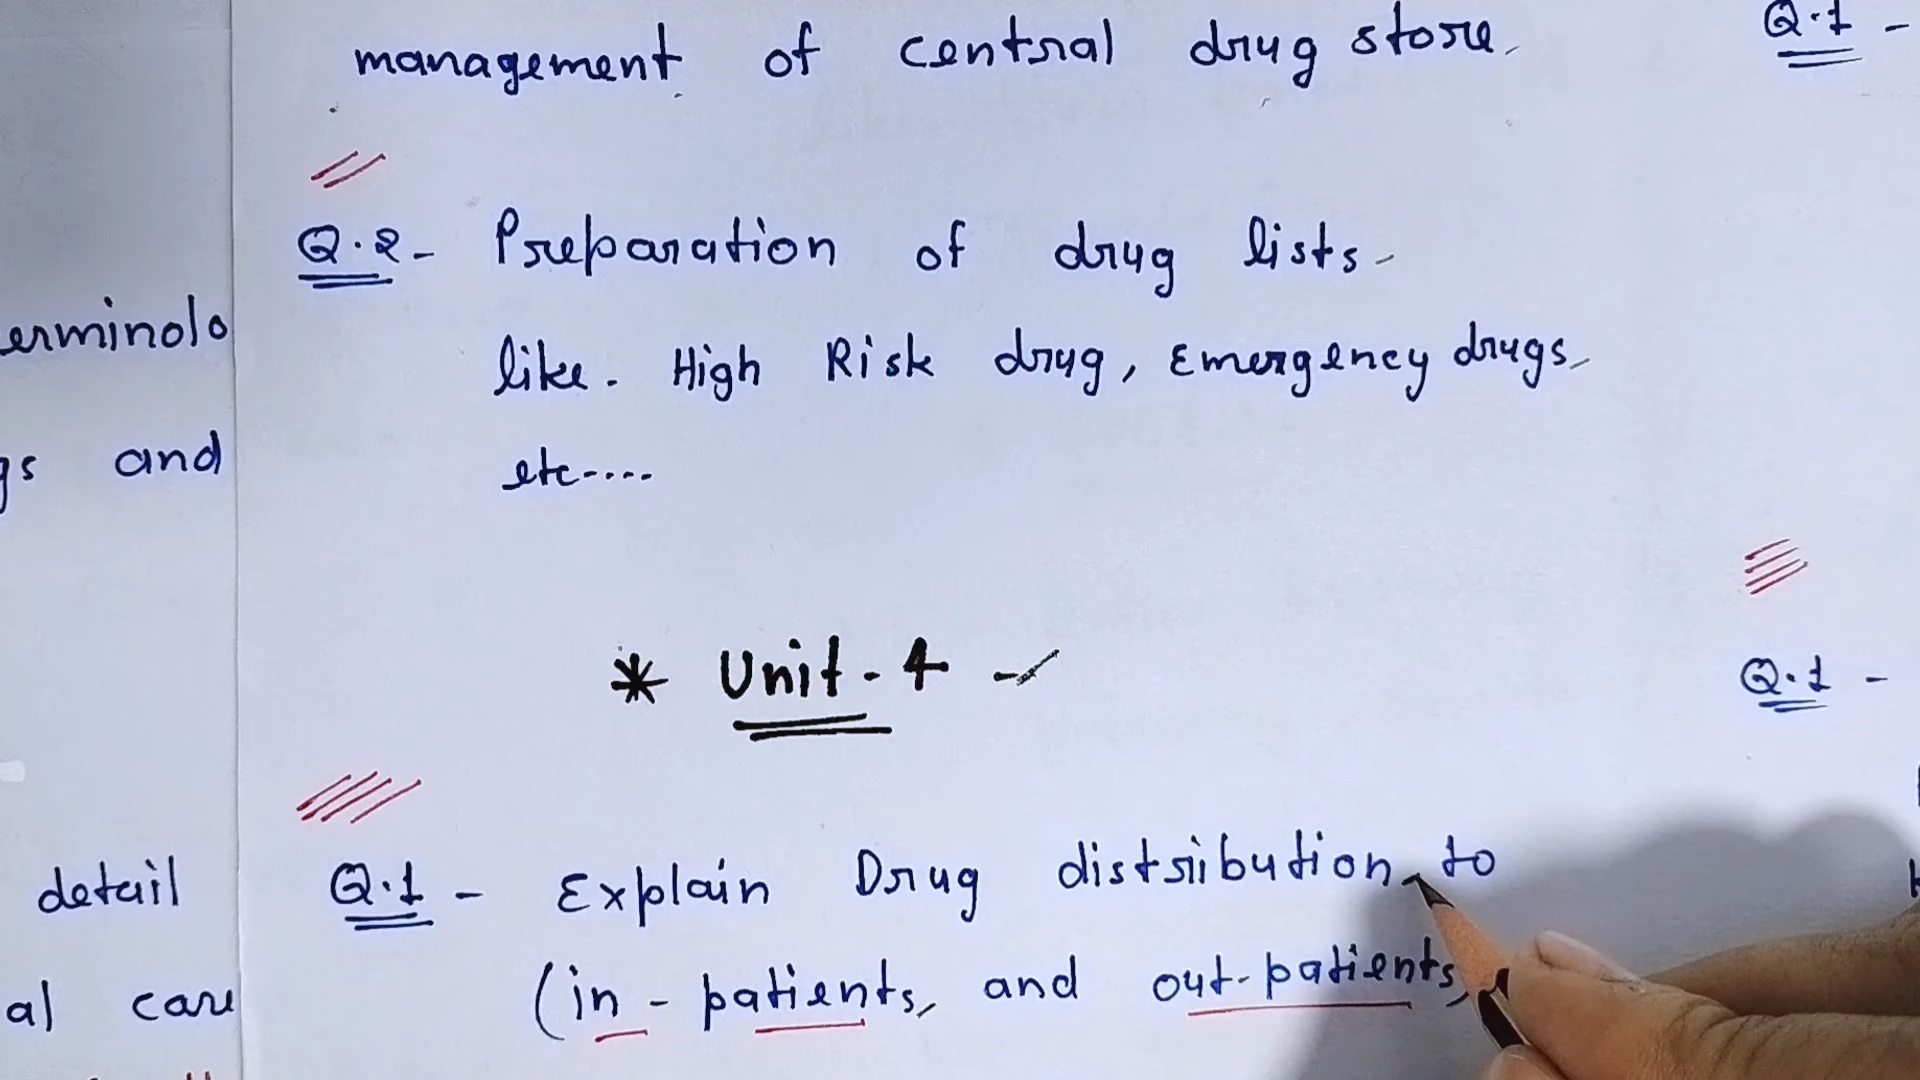 management of central drug store.
Q.2- Preparation of drug lists-
like. High Risk drug, Emergency drugs.
etc-....
* Unit-4 -
Q.1 - Explain Drug distribution to
(in-patients, and out-patients,
and
detail
al care
Q.1 -
Q.1 -